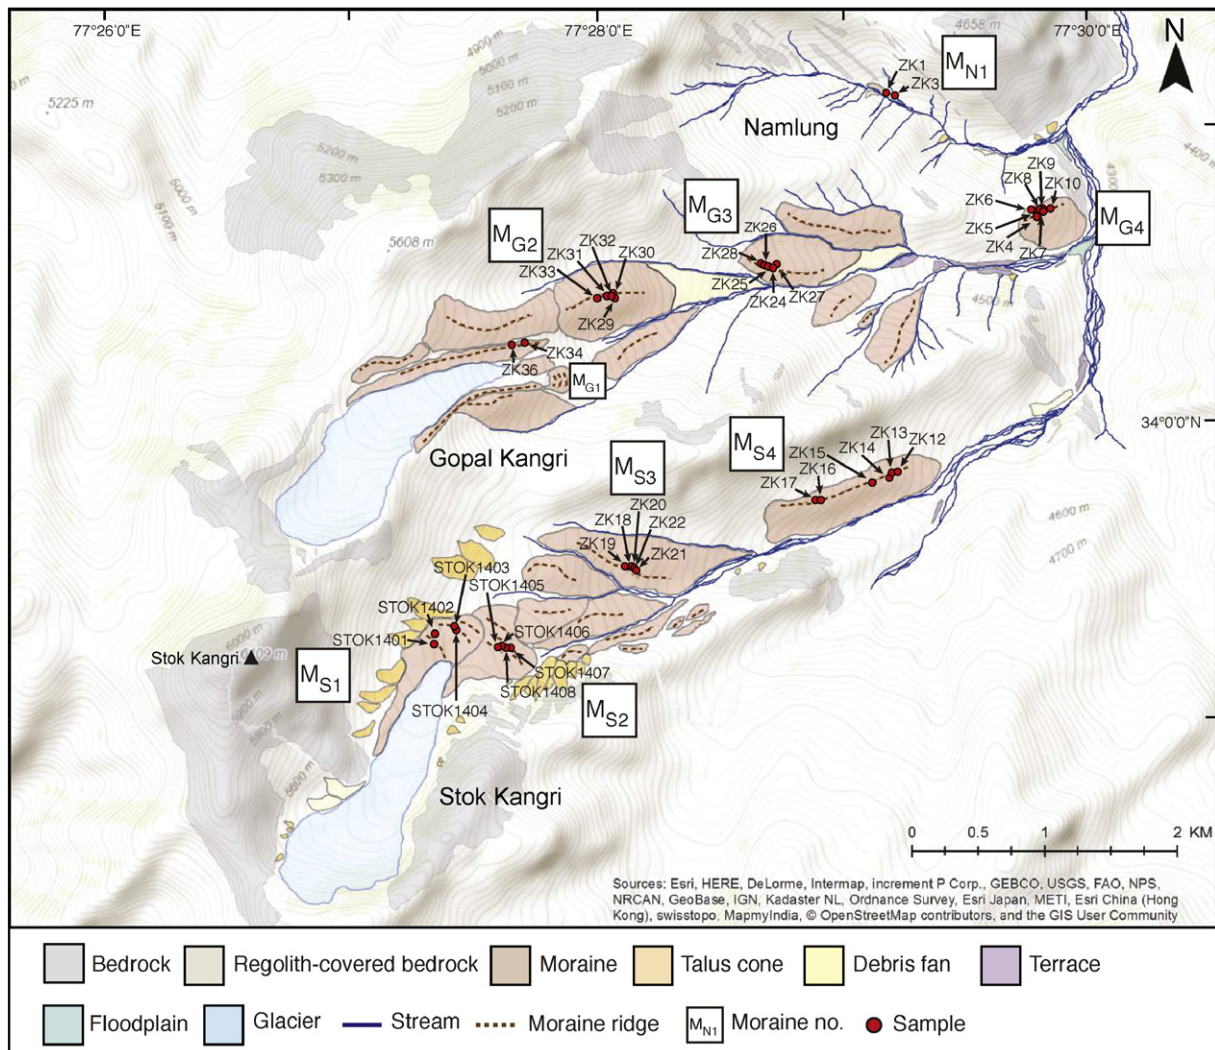 77°26'0"E
77°28'0"E
77°30'0"E
N
4658 m
4900 m
5000 m
5100 m
5200 m
5225 m
ZK1
ZK3
MN1
Namlung
5200 m
5300 m
5000 m
5100 m
4400 m
4300 m
ZK9
ZK8
ZK10
ZK6
ZK5
ZK4
ZK7
MG4
MG3
ZK26
ZK28
ZK25
ZK24
ZK27
5608 m
MG2
ZK32
ZK31
ZK30
ZK33
ZK29
4500 m
ZK34
ZK36
MG1
34°0'0"N
Gopal Kangri
MS4
ZK13
ZK14
ZK12
ZK15
ZK16
ZK17
MS3
ZK20
ZK18
ZK22
ZK19
ZK21
4600 m
4700 m
STOK1403
STOK1405
STOK1402
STOK1401
STOK1406
STOK1407
STOK1408
STOK1404
6000 m
Stok Kangri
5900 m
5800 m
5600 m
MS1
MS2
Stok Kangri
0 0.5 1 2 KM
Sources: Esri, HERE, DeLorme, Intermap, increment P Corp., GEBCO, USGS, FAO, NPS,
NRCAN, GeoBase, IGN, Kadaster NL, Ordnance Survey, Esri Japan, METI, Esri China (Hong
Kong), swisstopo, MapmyIndia, © OpenStreetMap contributors, and the GIS User Community
Bedrock Regolith-covered bedrock Moraine Talus cone Debris fan Terrace
Floodplain Glacier Stream Moraine ridge MN1 Moraine no. Sample